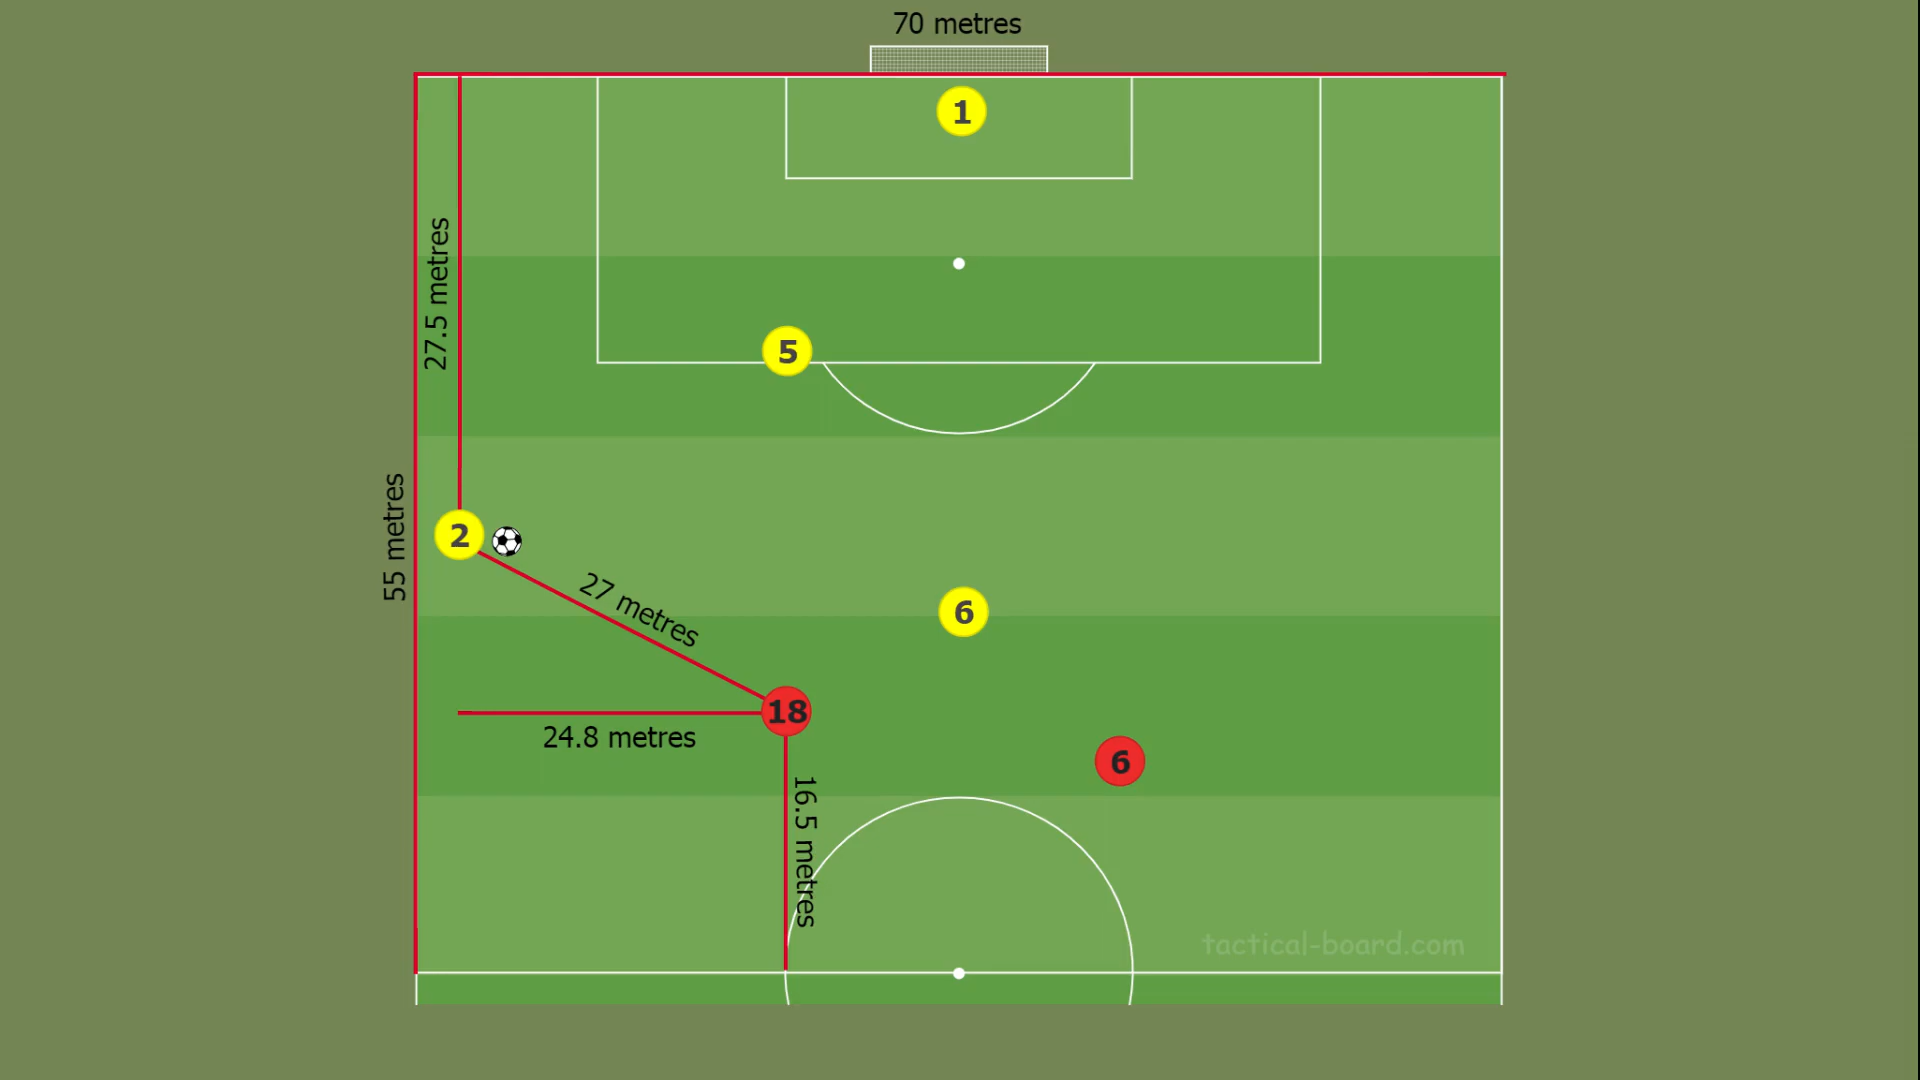 70 metres
1
27.5 metres
5
55 metres
2
27 metres
6
18
24.8 metres
6
16.5 metres
tactical-board.com